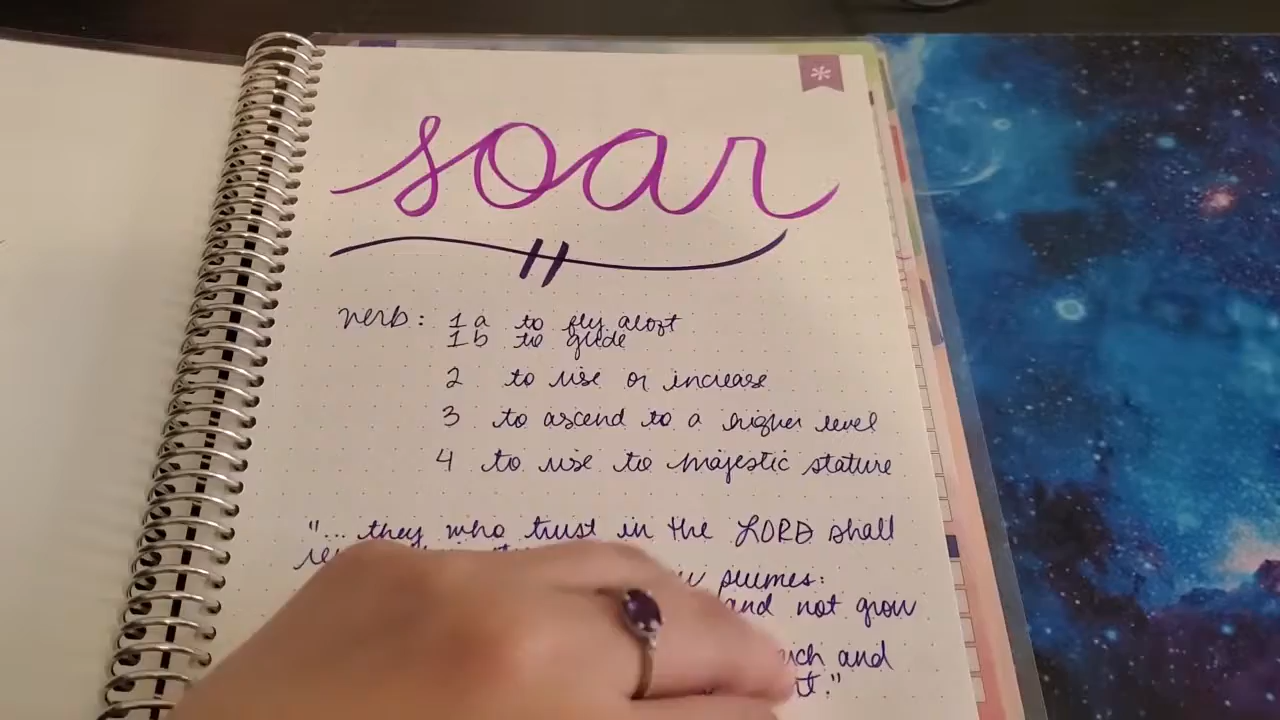 soar
verb: 1a to fly aloft
1b to glide
2 to rise or increase
3 to ascend to a higher level
4 to rise to majestic stature
"... they who trust in the LORD shall
plumes:
and not grow
and